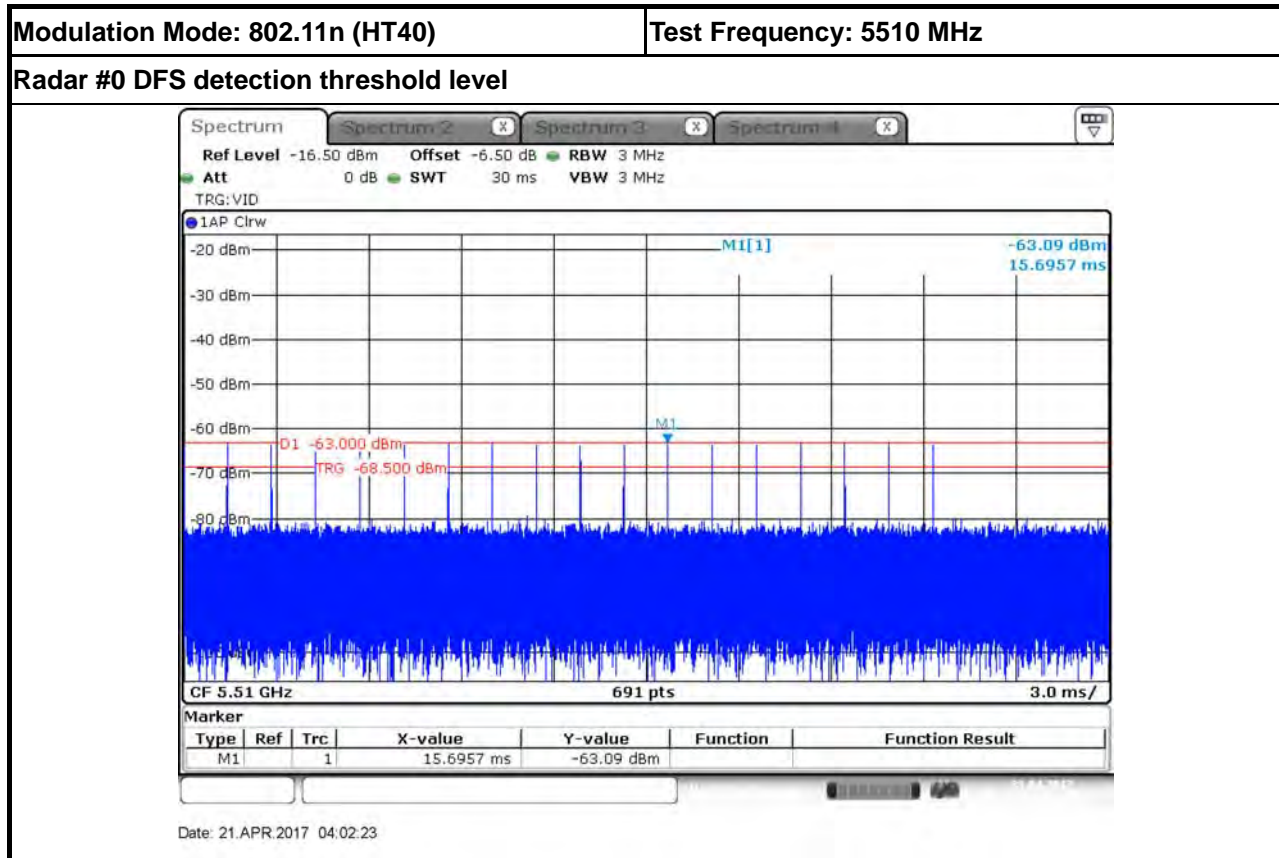 Modulation Mode: 802.11n (HT40)
Test Frequency: 5510 MHz
Radar #0 DFS detection threshold level
Spectrum
Spectrum 2 X
Spectrum 3 X
Spectrum 4 X
Ref Level -16.50 dBm Offset -6.50 dB RBW 3 MHz
Att 0 dB SWT 30 ms VBW 3 MHz
TRG:VID
1AP Clrw
-20 dBm
M1[1] -63.09 dBm
15.6957 ms
-30 dBm
-40 dBm
-50 dBm
-60 dBm
M1
D1 -63.000 dBm
TRG -68.500 dBm
-70 dBm
-80 dBm
CF 5.51 GHz 691 pts 3.0 ms/
Marker
Type Ref Trc X-value Y-value Function Function Result
M1 1 15.6957 ms -63.09 dBm
Date: 21.APR.2017 04:02:23